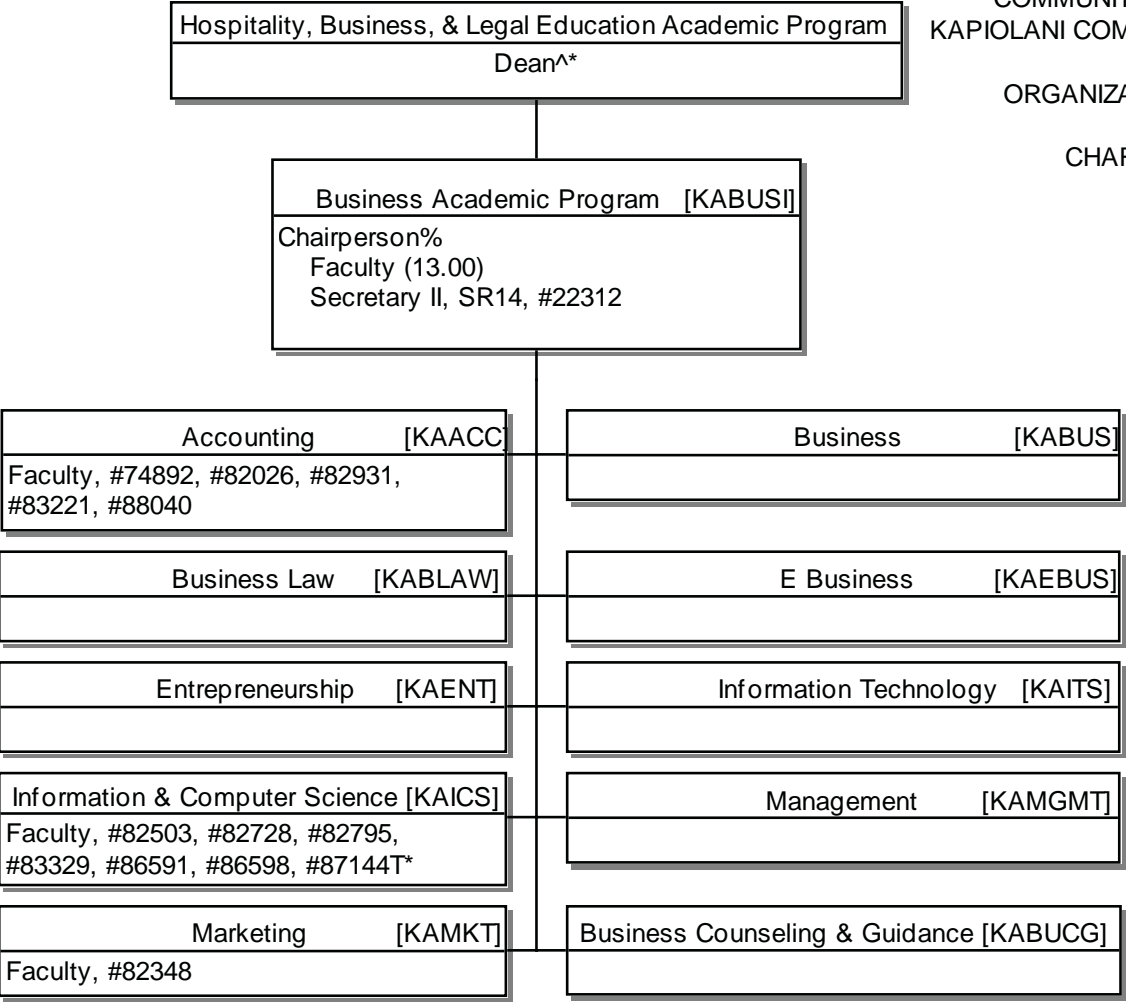 Hospitality, Business, & Legal Education Academic Program
Dean^*
KAPIOLANI
Business Academic Program [KABUSI]
Chairperson%
Faculty (13.00)
Secretary II, SR14, #22312
Accounting [KAACC]
Faculty, #74892, #82026, #82931,
#83221, #88040
Business [KABUS]
Business Law [KABLAW]
E Business [KAEBUS]
Entrepreneurship [KAENT]
Information Technology [KAITS]
Information & Computer Science [KAICS]
Faculty, #82503, #82728, #82795,
#83329, #86591, #86598, #87144T*
Management [KAMGMT]
Marketing [KAMKT]
Faculty, #82348
Business Counseling & Guidance [KABUCG]